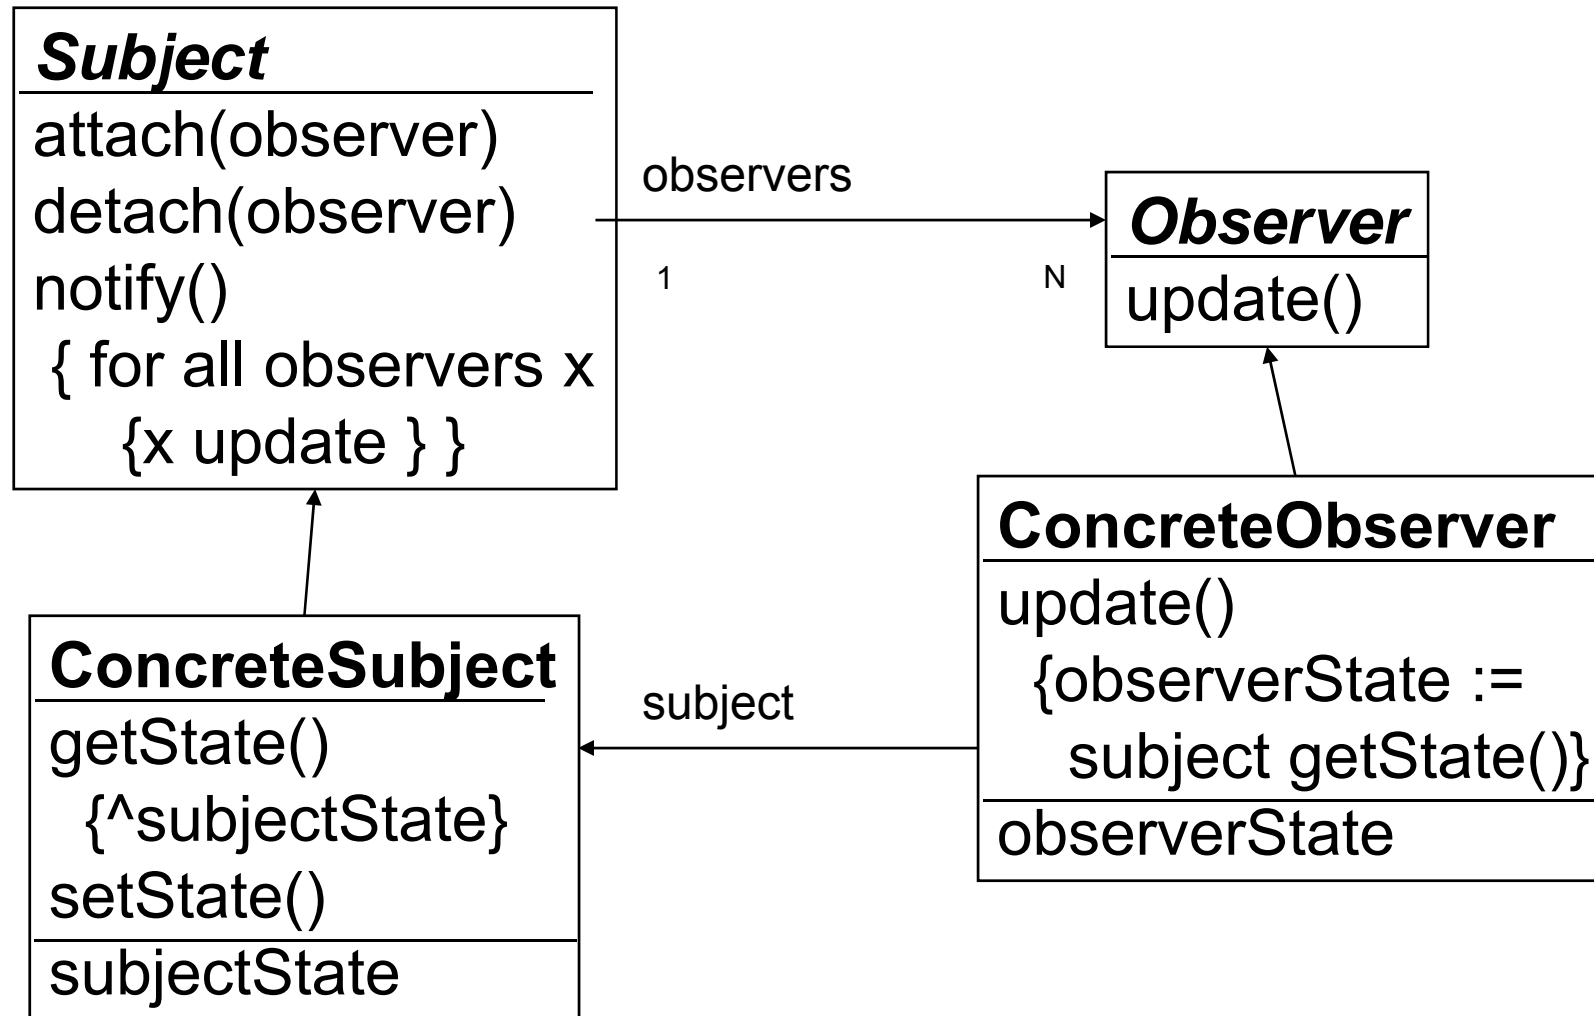 Subject
attach(observer)
detach(observer)
notify()
{ for all observers x
{x update } }
observers
1
N
Observer
update()
ConcreteObserver
update()
{observerState :=
subject getState()}
observerState
subject
ConcreteSubject
getState()
{^subjectState}
setState()
subjectState